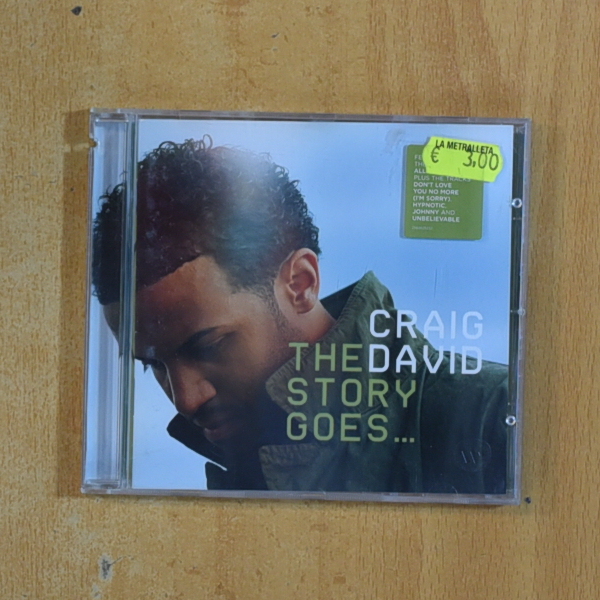 LA METRALLETA
€ 3,00
PLUS THE TRACKS
DON'T LOVE
YOU NO MORE
(I'M SORRY),
HYPNOTIC,
JOHNNY AND
UNBELIEVABLE
CRAIG
THE DAVID
STORY
GOES...